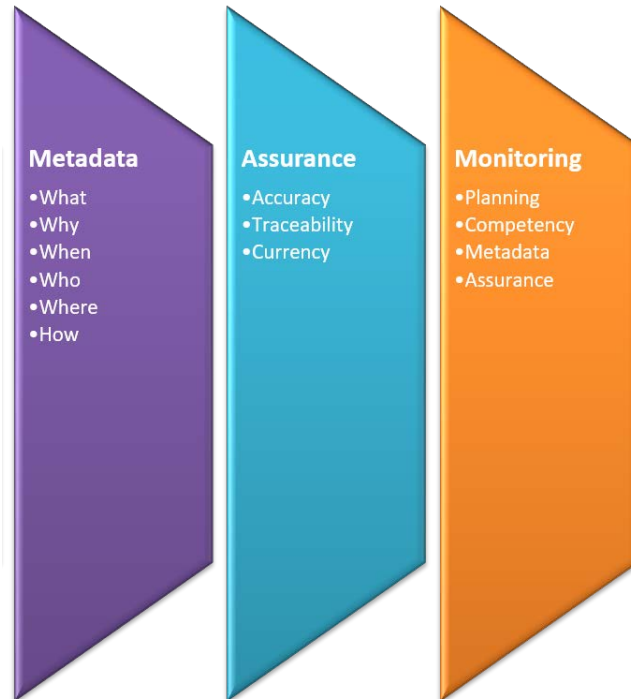 Metadata
•What
•Why
•When
•Who
•Where
•How
Assurance
•Accuracy
•Traceability
•Currency
Monitoring
•Planning
•Competency
•Metadata
•Assurance